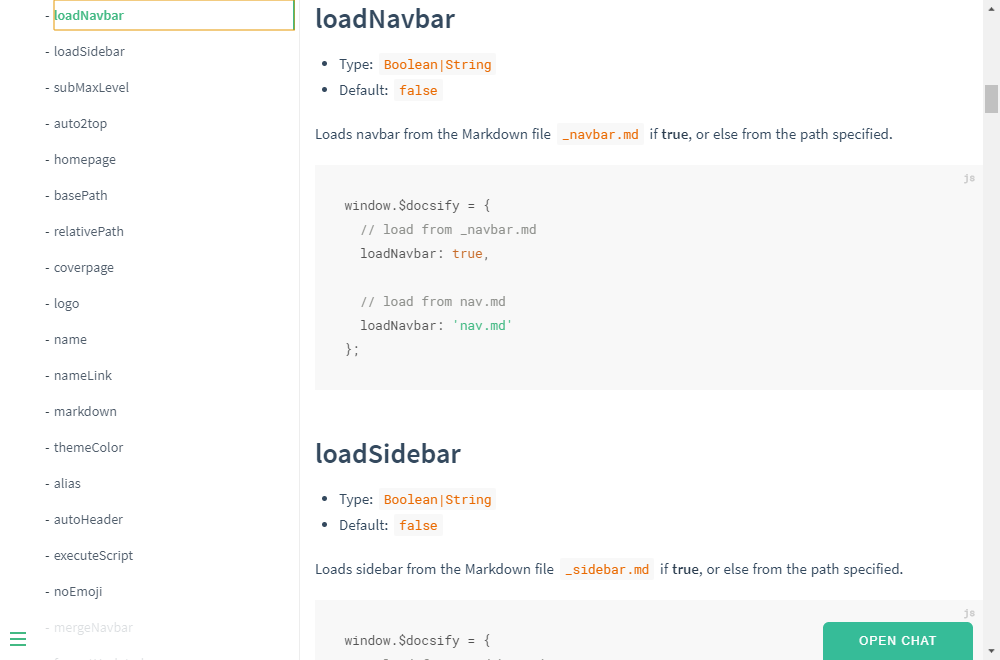 - loadNavbar
- loadSidebar
- subMaxLevel
- auto2top
- homepage
- basePath
- relativePath
- coverpage
- logo
- name
- nameLink
- markdown
- themeColor
- alias
- autoHeader
- executeScript
- noEmoji
- mergeNavbar
loadNavbar
• Type: Boolean|String
• Default: false
Loads navbar from the Markdown file _navbar.md if true, or else from the path specified.
js
window.$docsify = {
// load from _navbar.md
loadNavbar: true,
// load from nav.md
loadNavbar: 'nav.md'
};
loadSidebar
• Type: Boolean|String
• Default: false
Loads sidebar from the Markdown file _sidebar.md if true, or else from the path specified.
js
window.$docsify = {
OPEN CHAT